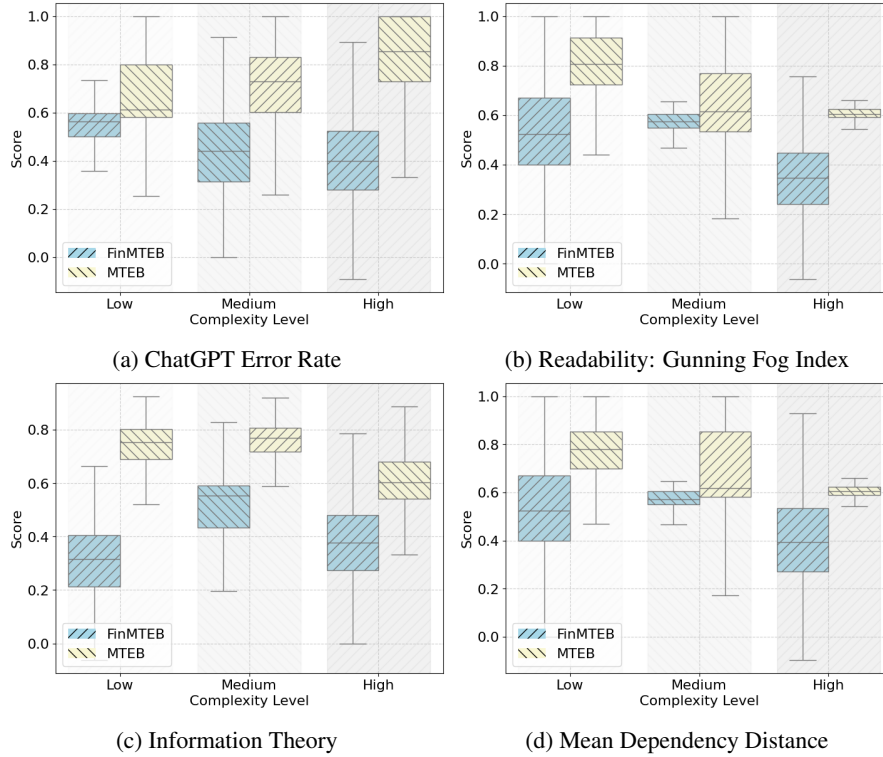 1.0
0.8
0.6
0.4
0.2
0.0
Score
FinMTEB
MTEB
Low Medium High
Complexity Level
(a) ChatGPT Error Rate
1.0
0.8
0.6
0.4
0.2
0.0
Score
FinMTEB
MTEB
Low Medium High
Complexity Level
(b) Readability: Gunning Fog Index
0.8
0.6
0.4
0.2
0.0
Score
FinMTEB
MTEB
Low Medium High
Complexity Level
(c) Information Theory
1.0
0.8
0.6
0.4
0.2
0.0
Score
FinMTEB
MTEB
Low Medium High
Complexity Level
(d) Mean Dependency Distance